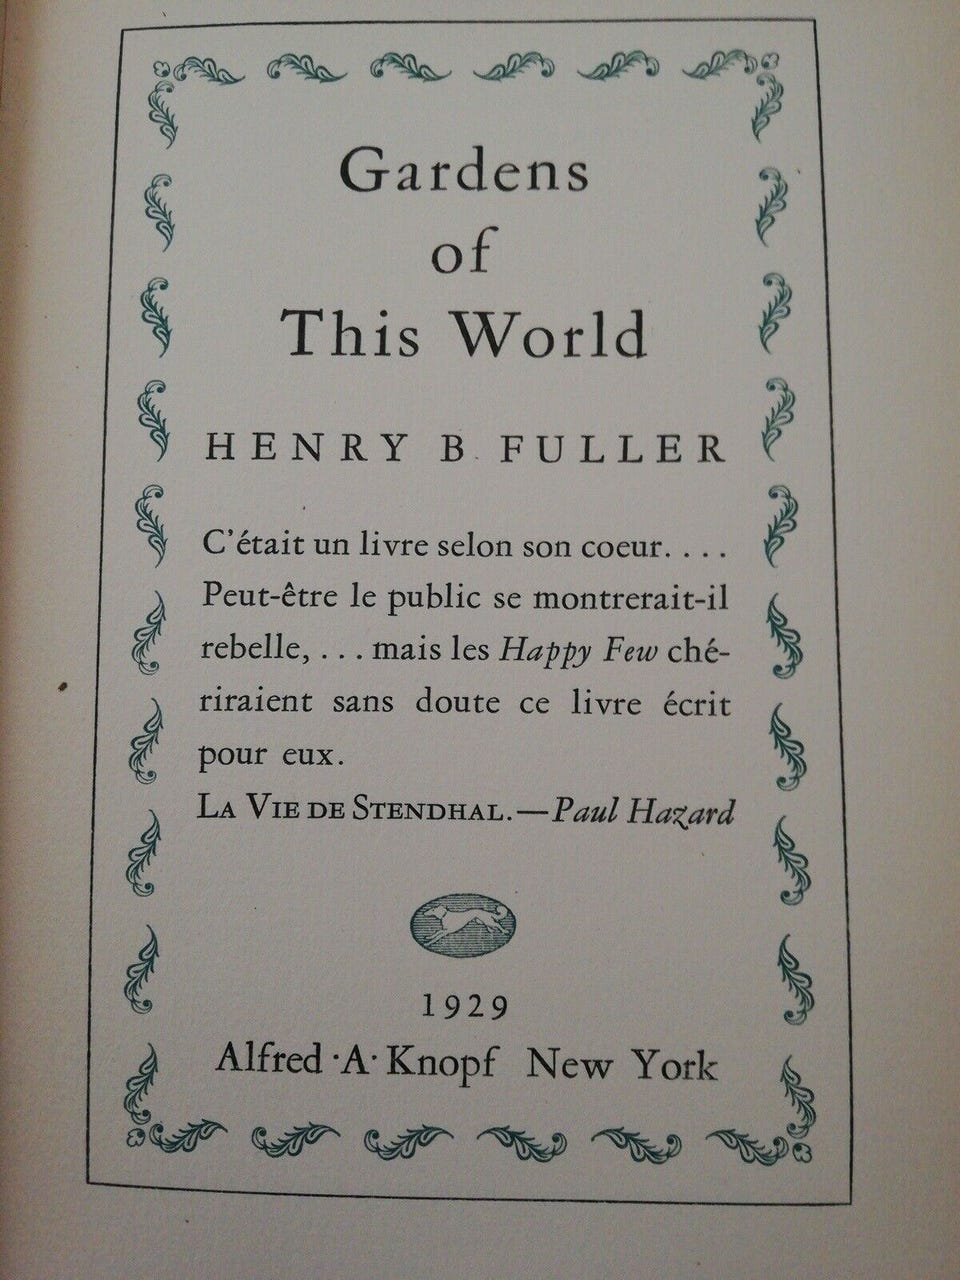 Gardens
of
This World
HENRY B. FULLER
C'était un livre selon son coeur. . . .
Peut-être le public se montrerait-il
rebelle, . . . mais les Happy Few ché-
riraient sans doute ce livre écrit
pour eux.
LA VIE DE STENDHAL.—Paul Hazard
1929
Alfred · A · Knopf New York